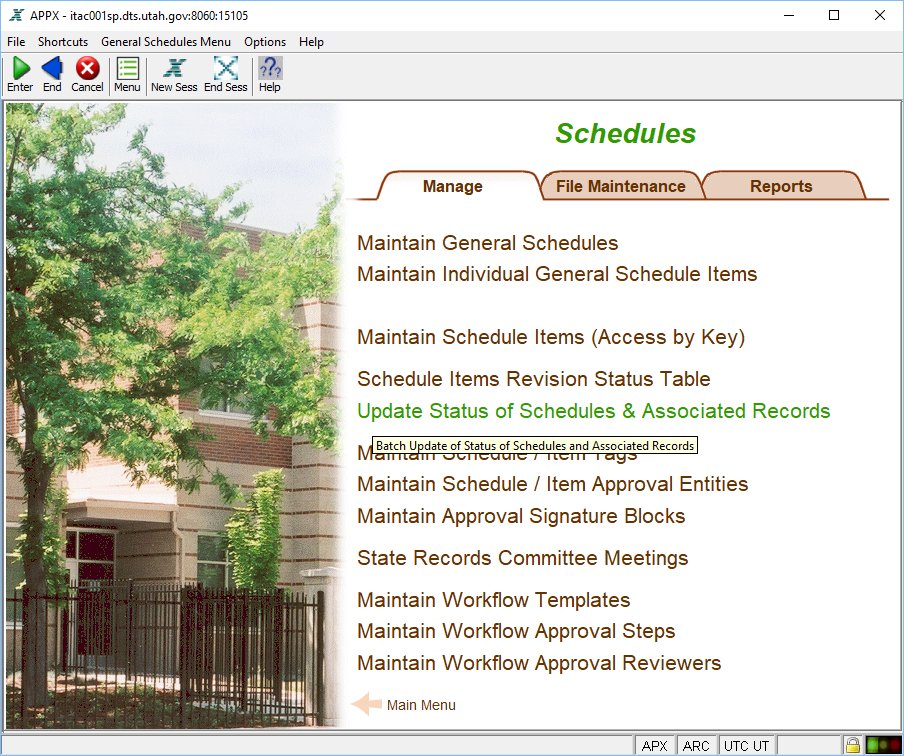 APPX - itac001sp.dts.utah.gov:8060:15105
File Shortcuts General Schedules Menu Options Help
Enter End Cancel Menu New Sess End Sess Help
Schedules
Manage File Maintenance Reports
Maintain General Schedules
Maintain Individual General Schedule Items
Maintain Schedule Items (Access by Key)
Schedule Items Revision Status Table
Update Status of Schedules & Associated Records
Batch Update of Status of Schedules and Associated Records
Maintain Schedule / Item Tags
Maintain Schedule / Item Approval Entities
Maintain Approval Signature Blocks
State Records Committee Meetings
Maintain Workflow Templates
Maintain Workflow Approval Steps
Maintain Workflow Approval Reviewers
Main Menu
APX ARC UTC UT